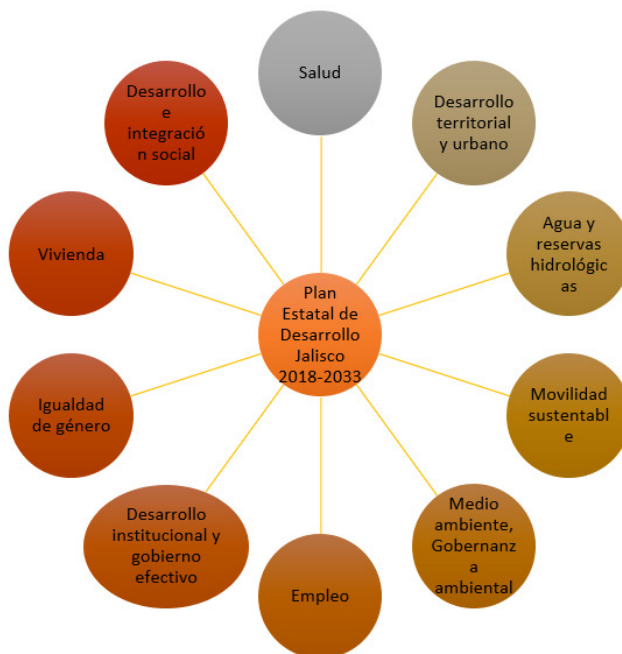 Salud
Desarrollo
territorial
y urbano
Agua y
reservas
hidrológic
as
Movilidad
sustentabl
e
Medio
ambiente,
Gobernanz
a
ambiental
Empleo
Desarrollo
institucional y
gobierno
efectivo
Igualdad
de género
Vivienda
Desarrollo
e
integració
n social
Plan
Estatal de
Desarrollo
Jalisco
2018-2033